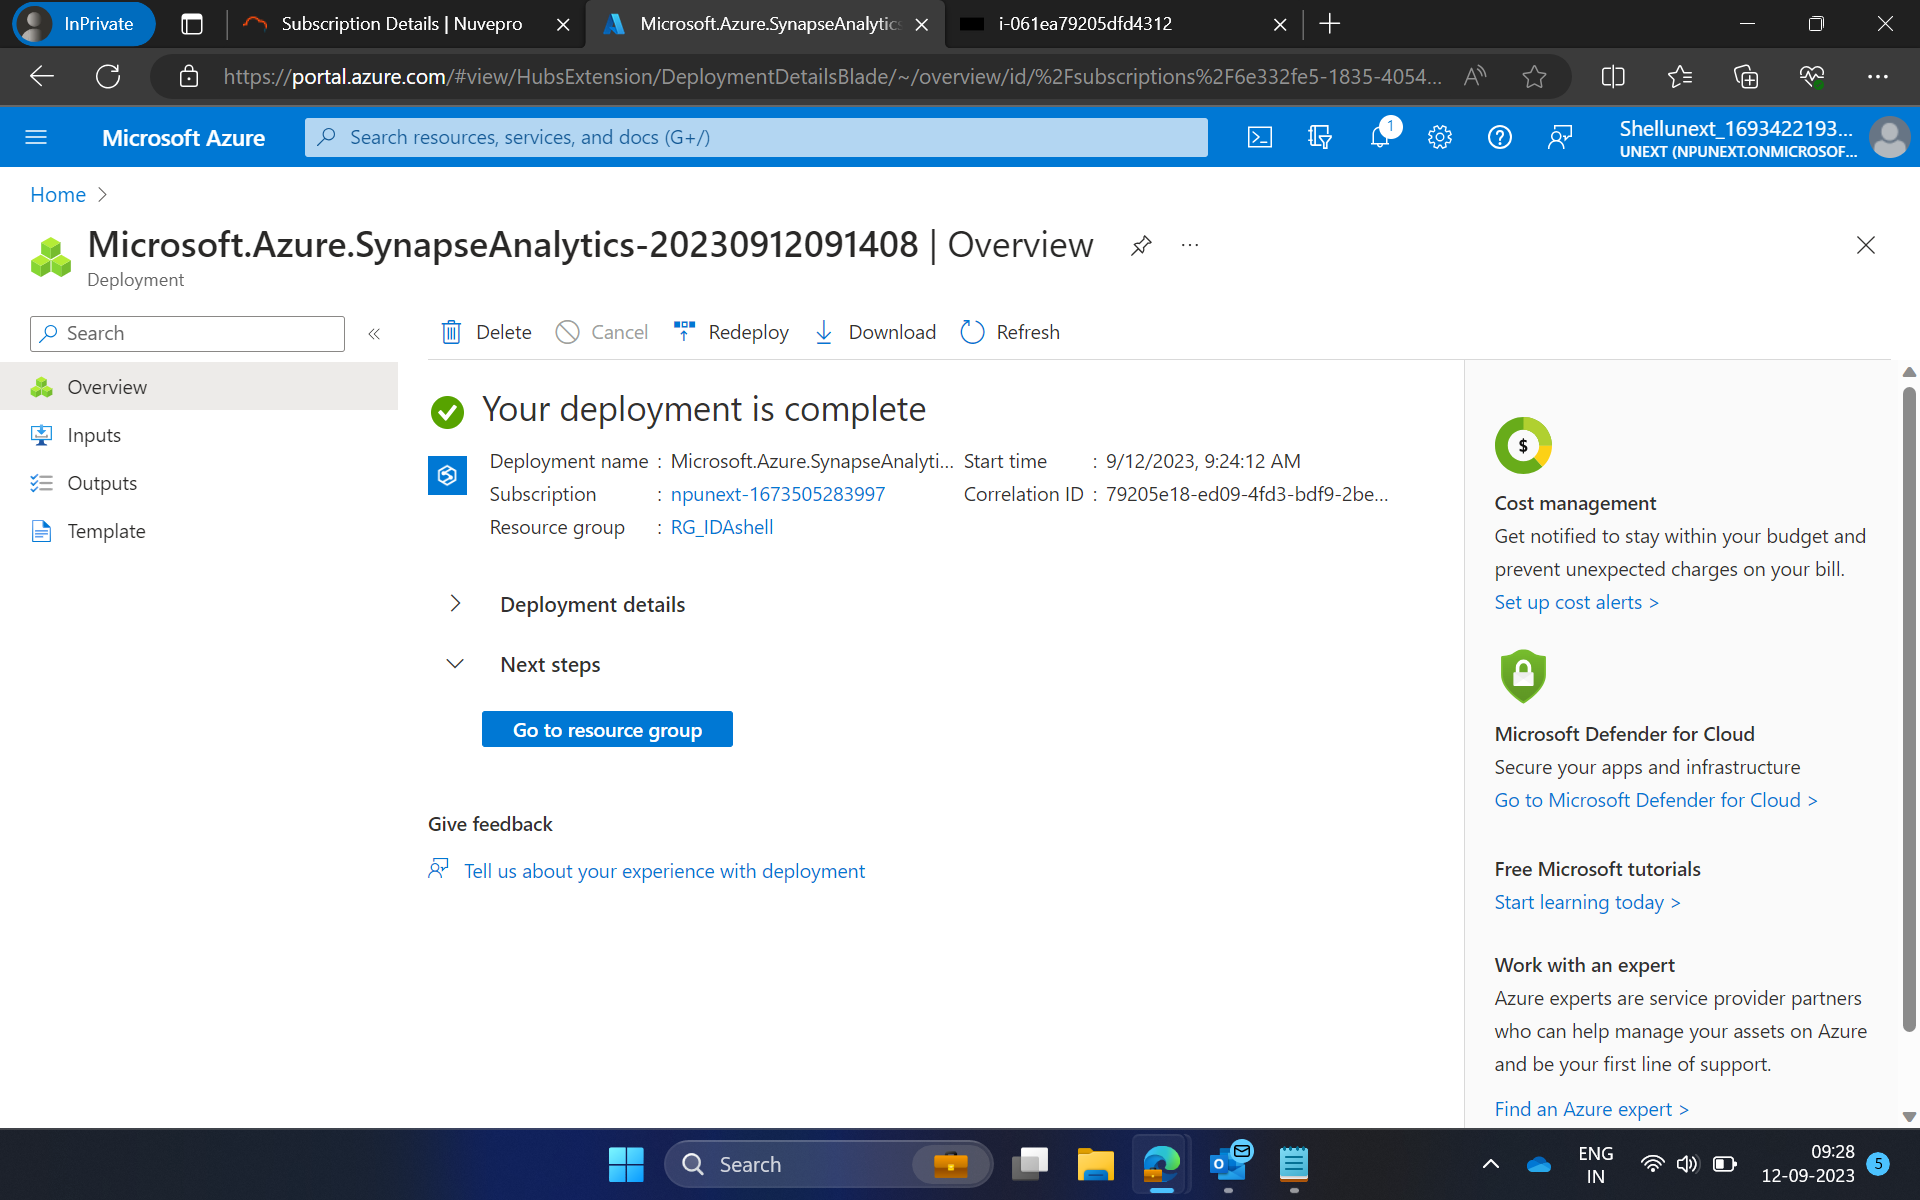 InPrivate
Subscription Details | Nuvepro
Microsoft.Azure.SynapseAnalytics
i-061ea79205dfd4312
https://portal.azure.com/#view/HubsExtension/DeploymentDetailsBlade/~/overview/id/%2Fsubscriptions%2F6e332fe5-1835-4054...
Microsoft Azure
Search resources, services, and docs (G+/)
1
Shellunext_1693422193...
UNEXT (NPUNEXT.ONMICROSOF...
Home
Microsoft.Azure.SynapseAnalytics-20230912091408 | Overview
Deployment
Search
Delete
Cancel
Redeploy
Download
Refresh
Overview
Inputs
Outputs
Template
Your deployment is complete
Deployment name : Microsoft.Azure.SynapseAnalyti...
Subscription : npunext-1673505283997
Resource group : RG_IDAshell
Start time : 9/12/2023, 9:24:12 AM
Correlation ID : 79205e18-ed09-4fd3-bdf9-2be...
Deployment details
Next steps
Go to resource group
Give feedback
Tell us about your experience with deployment
$
Cost management
Get notified to stay within your budget and
prevent unexpected charges on your bill.
Set up cost alerts >
Microsoft Defender for Cloud
Secure your apps and infrastructure
Go to Microsoft Defender for Cloud >
Free Microsoft tutorials
Start learning today >
Work with an expert
Azure experts are service provider partners
who can help manage your assets on Azure
and be your first line of support.
Find an Azure expert >
Search
ENG
IN
09:28
12-09-2023
5